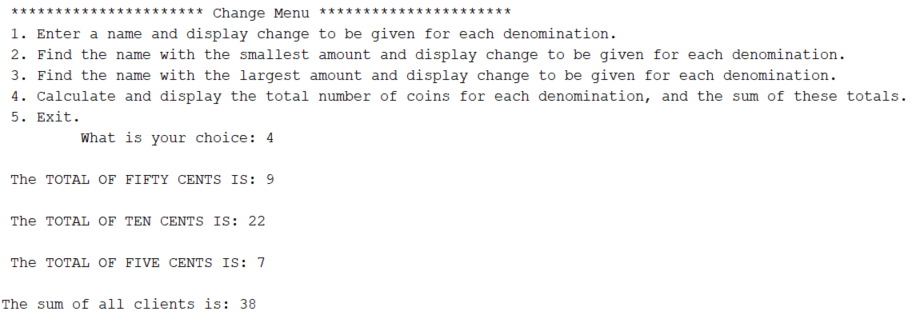 ********************** Change Menu **********************
1. Enter a name and display change to be given for each denomination.
2. Find the name with the smallest amount and display change to be given for each denomination.
3. Find the name with the largest amount and display change to be given for each denomination.
4. Calculate and display the total number of coins for each denomination, and the sum of these totals.
5. Exit.
What is your choice: 4
The TOTAL OF FIFTY CENTS IS: 9
The TOTAL OF TEN CENTS IS: 22
The TOTAL OF FIVE CENTS IS: 7
The sum of all clients is: 38